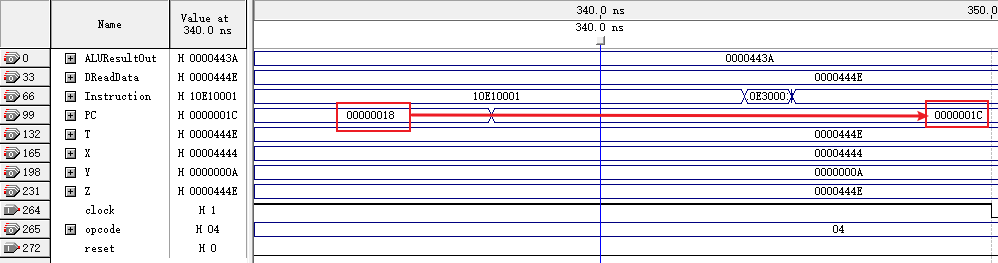 340.0 ns 350.0
Name Value at 340.0 ns 340.0 ns
0 ALUResultOut H 0000443A 0000443A
33 DReadData H 0000444E 0000444E
66 Instruction H 10E10001 10E10001 0E3000
99 PC H 0000001C 00000018 0000001C
132 T H 0000444E 0000444E
165 X H 00004444 00004444
198 Y H 0000000A 0000000A
231 Z H 0000444E 0000444E
264 clock H 1
265 opcode H 04 04
272 reset H 0